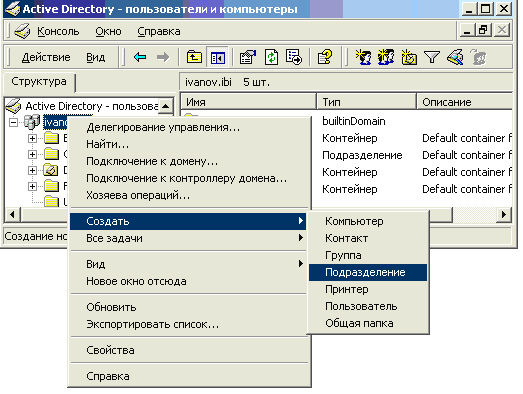 Active Directory - пользователи и компьютеры
Консоль Окно Справка
Действие Вид
Структура
ivanov.ibi 5 шт.
Active Directory - пользова
Имя Тип Описание
ivano
builtinDomain
Контейнер Default container f
Подразделение Default container f
Контейнер Default container f
Контейнер Default container f
Делегирование управления...
Найти...
Подключение к домену...
Подключение к контроллеру домена...
Хозяева операций...
Создать
Все задачи
Вид
Новое окно отсюда
Обновить
Экспортировать список...
Свойства
Справка
Компьютер
Контакт
Группа
Подразделение
Принтер
Пользователь
Общая папка
Создание но